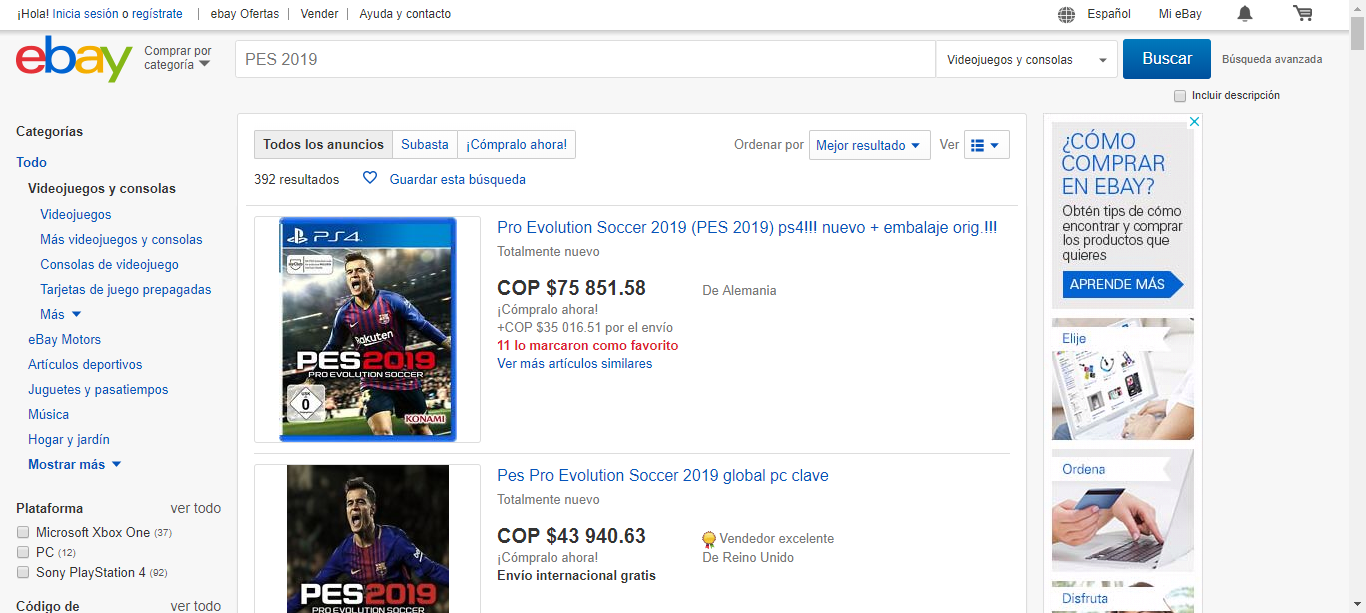 ¡Hola! Inicia sesión o regístrate | ebay Ofertas | Vender | Ayuda y contacto
Español
Mi eBay
ebay
Comprar por
categoría
PES 2019
Videojuegos y consolas
Buscar
Búsqueda avanzada
Incluir descripción
Categorías
Todo
Videojuegos y consolas
Videojuegos
Más videojuegos y consolas
Consolas de videojuego
Tarjetas de juego prepagadas
Más
eBay Motors
Artículos deportivos
Juguetes y pasatiempos
Música
Hogar y jardín
Mostrar más
Plataforma
ver todo
Microsoft Xbox One (37)
PC (12)
Sony PlayStation 4 (92)
Código de
ver todo
Todos los anuncios
Subasta
¡Cómpralo ahora!
Ordenar por
Mejor resultado
Ver
392 resultados
Guardar esta búsqueda
PS4
Rakuten
PES2019
PRO EVOLUTION SOCCER
USK
0
KONAMI
Pro Evolution Soccer 2019 (PES 2019) ps4!!! nuevo + embalaje orig.!!!
Totalmente nuevo
COP $75 851.58
De Alemania
¡Cómpralo ahora!
+COP $35 016.51 por el envío
11 lo marcaron como favorito
Ver más artículos similares
PES2019
PRO EVOLUTION SOCCER
Pes Pro Evolution Soccer 2019 global pc clave
Totalmente nuevo
COP $43 940.63
Vendedor excelente
¡Cómpralo ahora!
De Reino Unido
Envío internacional gratis
¿CÓMO
COMPRAR
EN EBAY?
Obtén tips de cómo
encontrar y comprar
los productos que
quieres
APRENDE MÁS
Elije
Ordena
Disfruta